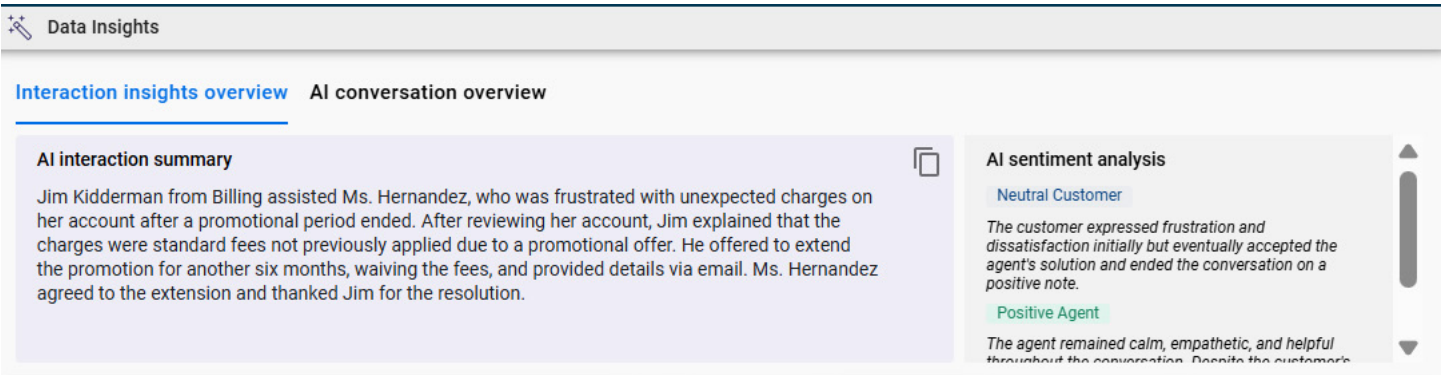 Data Insights
Interaction insights overview
AI conversation overview
AI interaction summary
Jim Kidderman from Billing assisted Ms. Hernandez, who was frustrated with unexpected charges on
her account after a promotional period ended. After reviewing her account, Jim explained that the
charges were standard fees not previously applied due to a promotional offer. He offered to extend
the promotion for another six months, waiving the fees, and provided details via email. Ms. Hernandez
agreed to the extension and thanked Jim for the resolution.
AI sentiment analysis
Neutral Customer
The customer expressed frustration and
dissatisfaction initially but eventually accepted the
agent's solution and ended the conversation on a
positive note.
Positive Agent
The agent remained calm, empathetic, and helpful
throughout the conversation. Despite the customer's